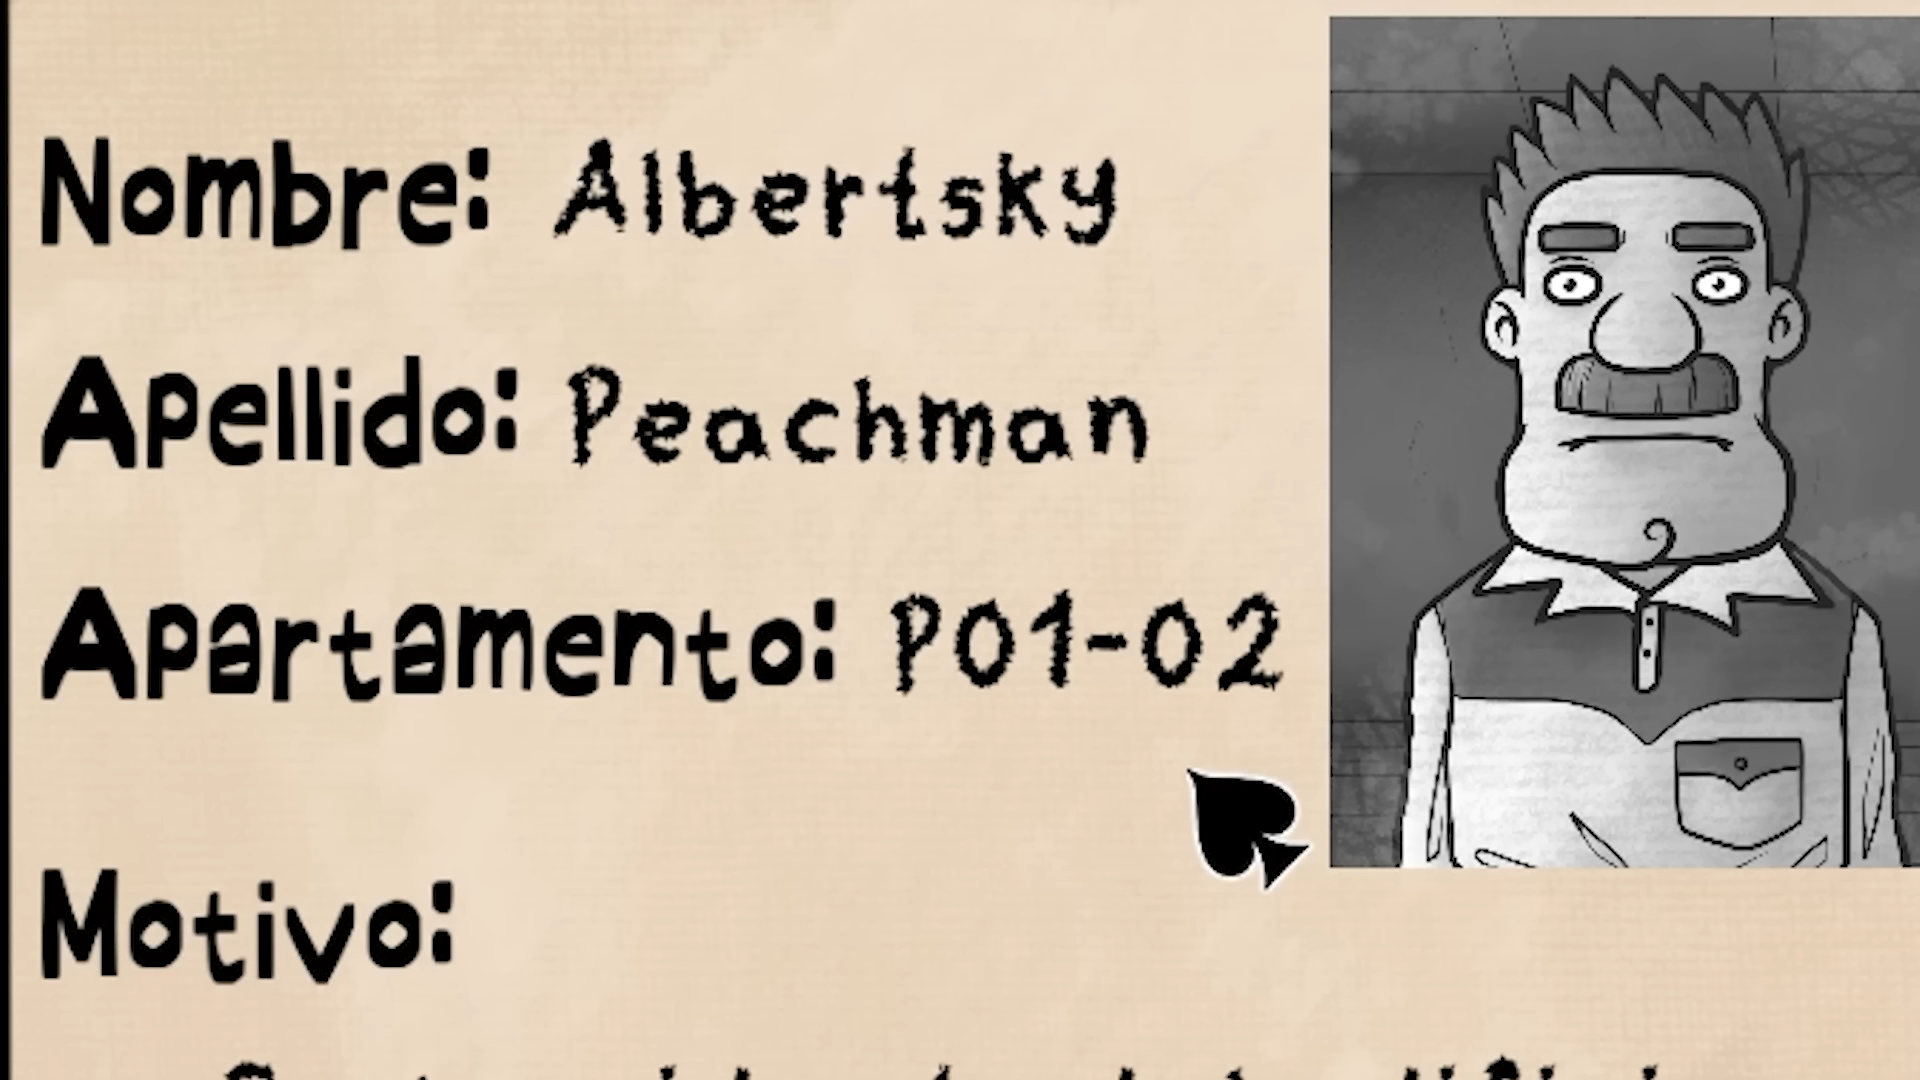 Nombre: Albertsky
Apellido: Peachman
Apartamento: P01-02
Motivo: